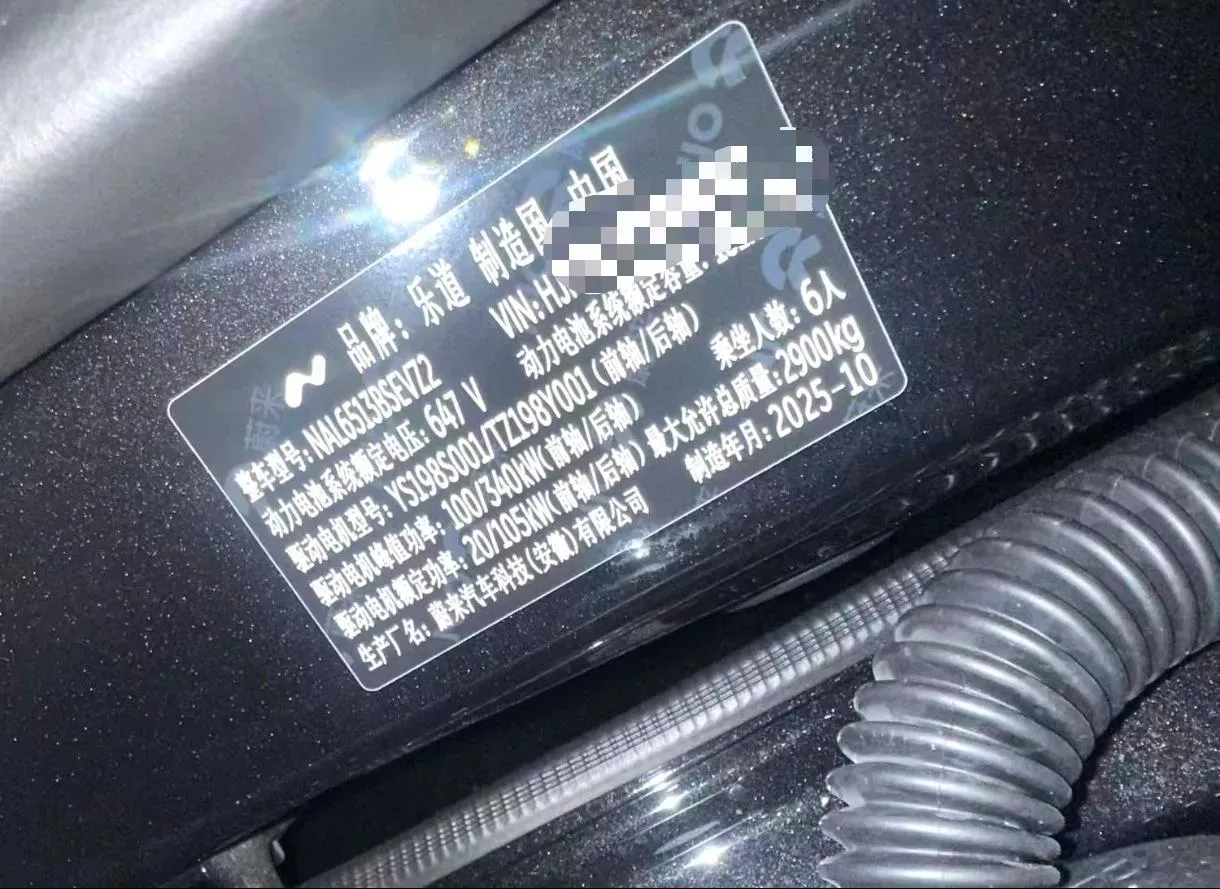 品牌：乐道 制造国 中国
整车型号：NAL6513BSEVZ2 VIN：HJ
动力电池系统额定电压：647 V 动力电池系统额定容量：
驱动电机型号：YS198S001/TZ198Y001（前轴/后轴）
驱动电机峰值功率：100/340kW（前轴/后轴） 乘坐人数：6人
驱动电机额定功率：20/105kW（前轴/后轴） 最大允许总质量：2900kg
生产厂名：蔚来汽车科技（安徽）有限公司 制造年月：2025-10
蔚来
NIO